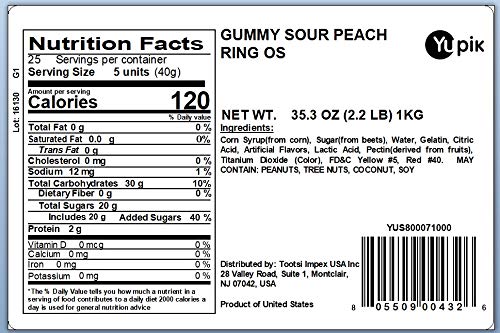 Nutrition Facts
25 Servings per container
Serving Size 5 units (40g)
Amount per serving
Calories 120
% Daily value
Total Fat 0 g 0 %
Saturated Fat 0.0 g 0%
Trans Fat 0 g
Cholesterol 0 mg 0 %
Sodium 12 mg 1 %
Total Carbohydrates 30 g 10%
Dietary Fiber 0 g 0 %
Total Sugars 20 g
Includes 20 g Added Sugars 40 %
Protein 2 g
Vitamin D 0 mcg 0 %
Calcium 0 mg 0 %
Iron 0 mg 0 %
Potassium 0 mg 0 %
*The % Daily Value tells you how much a nutrient in a
serving of food contributes to a daily diet 2000 calories a
day is used for general nutrition advice
Lot: 16130 G1
GUMMY SOUR PEACH
RING OS
Yupik
NET WT. 35.3 OZ (2.2 LB) 1KG
Ingredients:
Corn Syrup(from corn), Sugar(from beets), Water, Gelatin, Citric
Acid, Artificial Flavors, Lactic Acid, Pectin(derived from fruits),
Titanium Dioxide (Color), FD&C Yellow #5, Red #40. MAY
CONTAIN: PEANUTS, TREE NUTS, COCONUT, SOY
Distributed by: Tootsi Impex USA Inc
28 Valley Road, Suite 1, Montclair,
NJ 07042, USA
Product of United States
YUS800071000
8 05509 00432 6